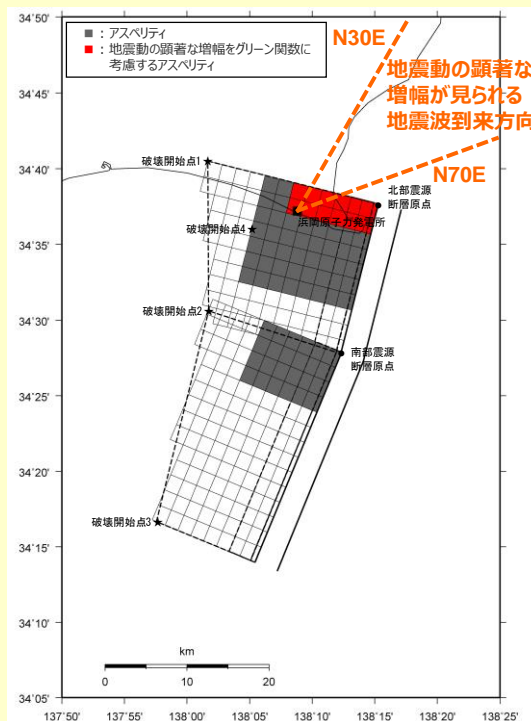 34°50'
■ : アスペリティ
■ : 地震動の顕著な増幅をグリーン関数に
考慮するアスペリティ
N30E
地震動の顕著な
増幅が見られる
地震波到来方向
34°45'
34°40'
破壊開始点1
N70E
北部震源
断層原点
浜岡原子力発電所
破壊開始点4
34°35'
破壊開始点2
34°30'
南部震源
断層原点
34°25'
34°20'
破壊開始点3
34°15'
34°10'
km
0 10 20
34°05'
137°50' 137°55' 138°00' 138°05' 138°10' 138°15' 138°20' 138°25'